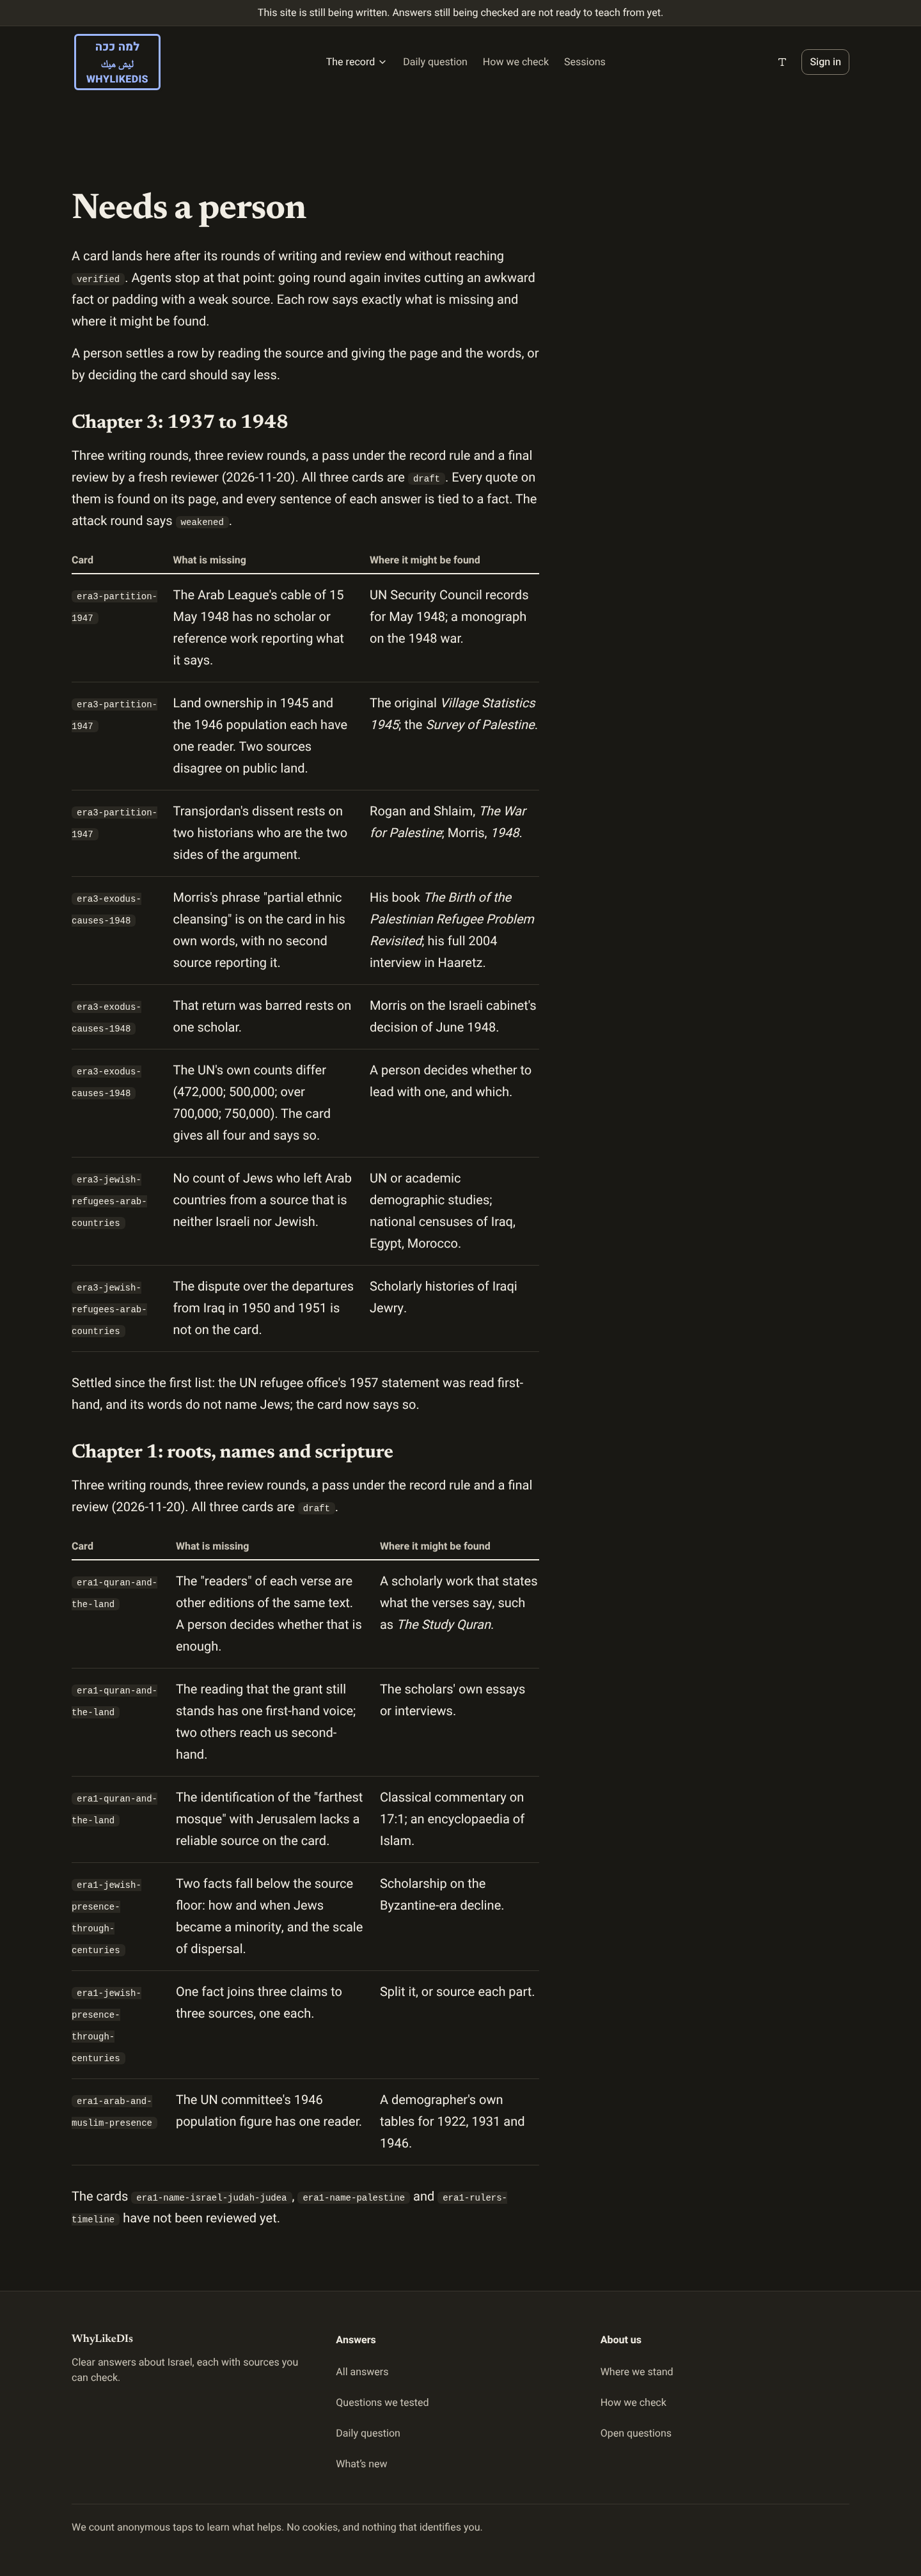 This site is still being written. Answers still being checked are not ready to teach from yet.
למה ככה
ليش هيك
WHYLIKEDIS
The record
Daily question
How we check
Sessions
T
Sign in
Needs a person
A card lands here after its rounds of writing and review end without reaching
verified. Agents stop at that point: going round again invites cutting an awkward
fact or padding with a weak source. Each row says exactly what is missing and
where it might be found.
A person settles a row by reading the source and giving the page and the words, or
by deciding the card should say less.
Chapter 3: 1937 to 1948
Three writing rounds, three review rounds, a pass under the record rule and a final
review by a fresh reviewer (2026-11-20). All three cards are draft. Every quote on
them is found on its page, and every sentence of each answer is tied to a fact. The
attack round says weakened.
Card
What is missing
Where it might be found
era3-partition-
1947
The Arab League's cable of 15
May 1948 has no scholar or
reference work reporting what
it says.
UN Security Council records
for May 1948; a monograph
on the 1948 war.
era3-partition-
1947
Land ownership in 1945 and
the 1946 population each have
one reader. Two sources
disagree on public land.
The original Village Statistics
1945; the Survey of Palestine.
era3-partition-
1947
Transjordan's dissent rests on
two historians who are the two
sides of the argument.
Rogan and Shlaim, The War
for Palestine; Morris, 1948.
era3-exodus-
causes-1948
Morris's phrase "partial ethnic
cleansing" is on the card in his
own words, with no second
source reporting it.
His book The Birth of the
Palestinian Refugee Problem
Revisited; his full 2004
interview in Haaretz.
era3-exodus-
causes-1948
That return was barred rests on
one scholar.
Morris on the Israeli cabinet's
decision of June 1948.
era3-exodus-
causes-1948
The UN's own counts differ
(472,000; 500,000; over
700,000; 750,000). The card
gives all four and says so.
A person decides whether to
lead with one, and which.
era3-jewish-
refugees-arab-
countries
No count of Jews who left Arab
countries from a source that is
neither Israeli nor Jewish.
UN or academic
demographic studies;
national censuses of Iraq,
Egypt, Morocco.
era3-jewish-
refugees-arab-
countries
The dispute over the departures
from Iraq in 1950 and 1951 is
not on the card.
Scholarly histories of Iraqi
Jewry.
Settled since the first list: the UN refugee office's 1957 statement was read first-
hand, and its words do not name Jews; the card now says so.
Chapter 1: roots, names and scripture
Three writing rounds, three review rounds, a pass under the record rule and a final
review (2026-11-20). All three cards are draft.
Card
What is missing
Where it might be found
era1-quran-and-
the-land
The "readers" of each verse are
other editions of the same text.
A person decides whether that is
enough.
A scholarly work that states
what the verses say, such
as The Study Quran.
era1-quran-and-
the-land
The reading that the grant still
stands has one first-hand voice;
two others reach us second-
hand.
The scholars' own essays
or interviews.
era1-quran-and-
the-land
The identification of the "farthest
mosque" with Jerusalem lacks a
reliable source on the card.
Classical commentary on
17:1; an encyclopaedia of
Islam.
era1-jewish-
presence-
through-
centuries
Two facts fall below the source
floor: how and when Jews
became a minority, and the scale
of dispersal.
Scholarship on the
Byzantine-era decline.
era1-jewish-
presence-
through-
centuries
One fact joins three claims to
three sources, one each.
Split it, or source each part.
era1-arab-and-
muslim-presence
The UN committee's 1946
population figure has one reader.
A demographer's own
tables for 1922, 1931 and
1946.
The cards era1-name-israel-judah-judea, era1-name-palestine and era1-rulers-
timeline have not been reviewed yet.
WhyLikeDIs
Clear answers about Israel, each with sources you
can check.
Answers
All answers
Questions we tested
Daily question
What's new
About us
Where we stand
How we check
Open questions
We count anonymous taps to learn what helps. No cookies, and nothing that identifies you.